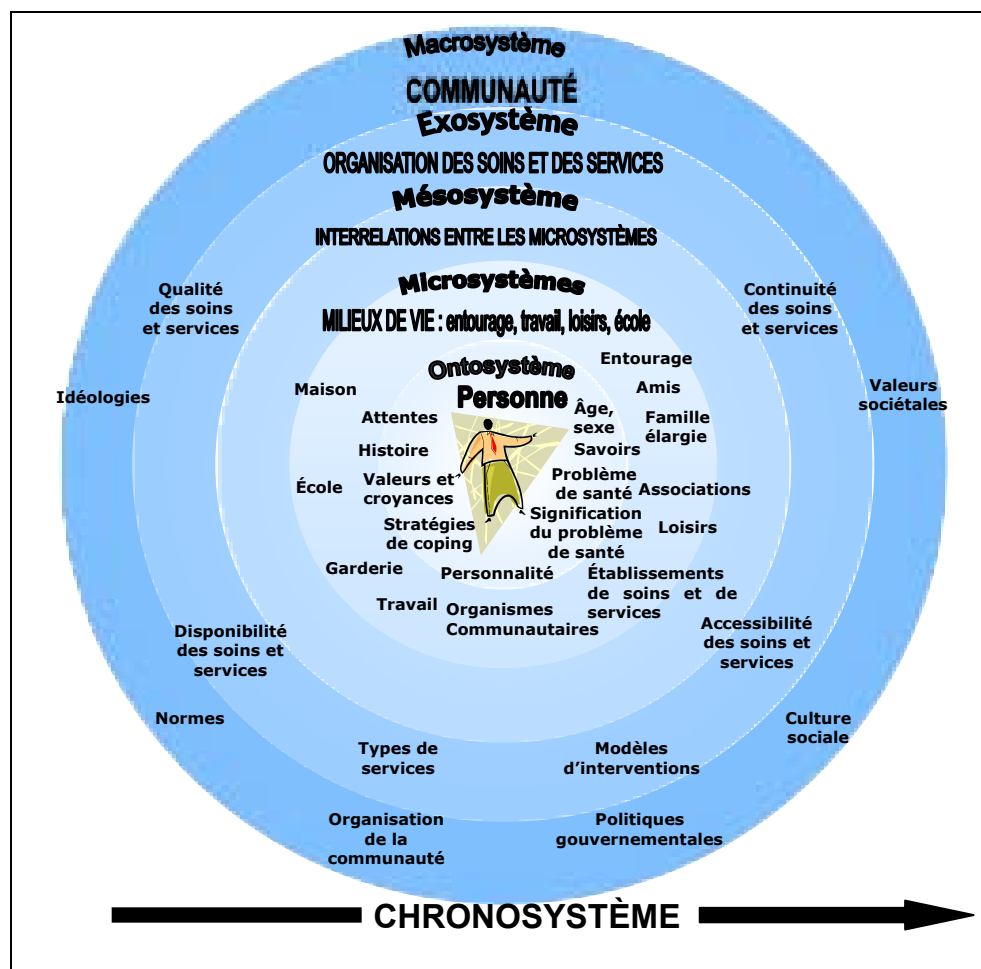 Macrosystème
COMMUNAUTÉ
Exosystème
ORGANISATION DES SOINS ET DES SERVICES
Mésosystème
INTERRELATIONS ENTRE LES MICROSYSTÈMES
Microsystèmes
MILIEUX DE VIE : entourage, travail, loisirs, école
Ontosystème
Personne
Qualité
des soins
et services
Continuité
des soins
et services
Idéologies
Valeurs
sociétales
Maison
Entourage
Amis
Famille
élargie
Attentes
Âge,
sexe
Histoire
Savoirs
École
Valeurs et
croyances
Problème
de santé
Associations
Stratégies
de coping
Signification
du problème
de santé
Loisirs
Garderie
Personnalité
Établissements
de soins et de
services
Travail
Organismes
Communautaires
Disponibilité
des soins et
services
Accessibilité
des soins et
services
Normes
Culture
sociale
Types de
services
Modèles
d'interventions
Organisation
de la
communauté
Politiques
gouvernementales
CHRONOSYSTÈME